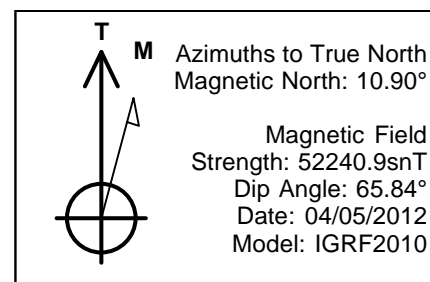 T
M
Azimuths to True North
Magnetic North: 10.90°
Magnetic Field
Strength: 52240.9snT
Dip Angle: 65.84°
Date: 04/05/2012
Model: IGRF2010